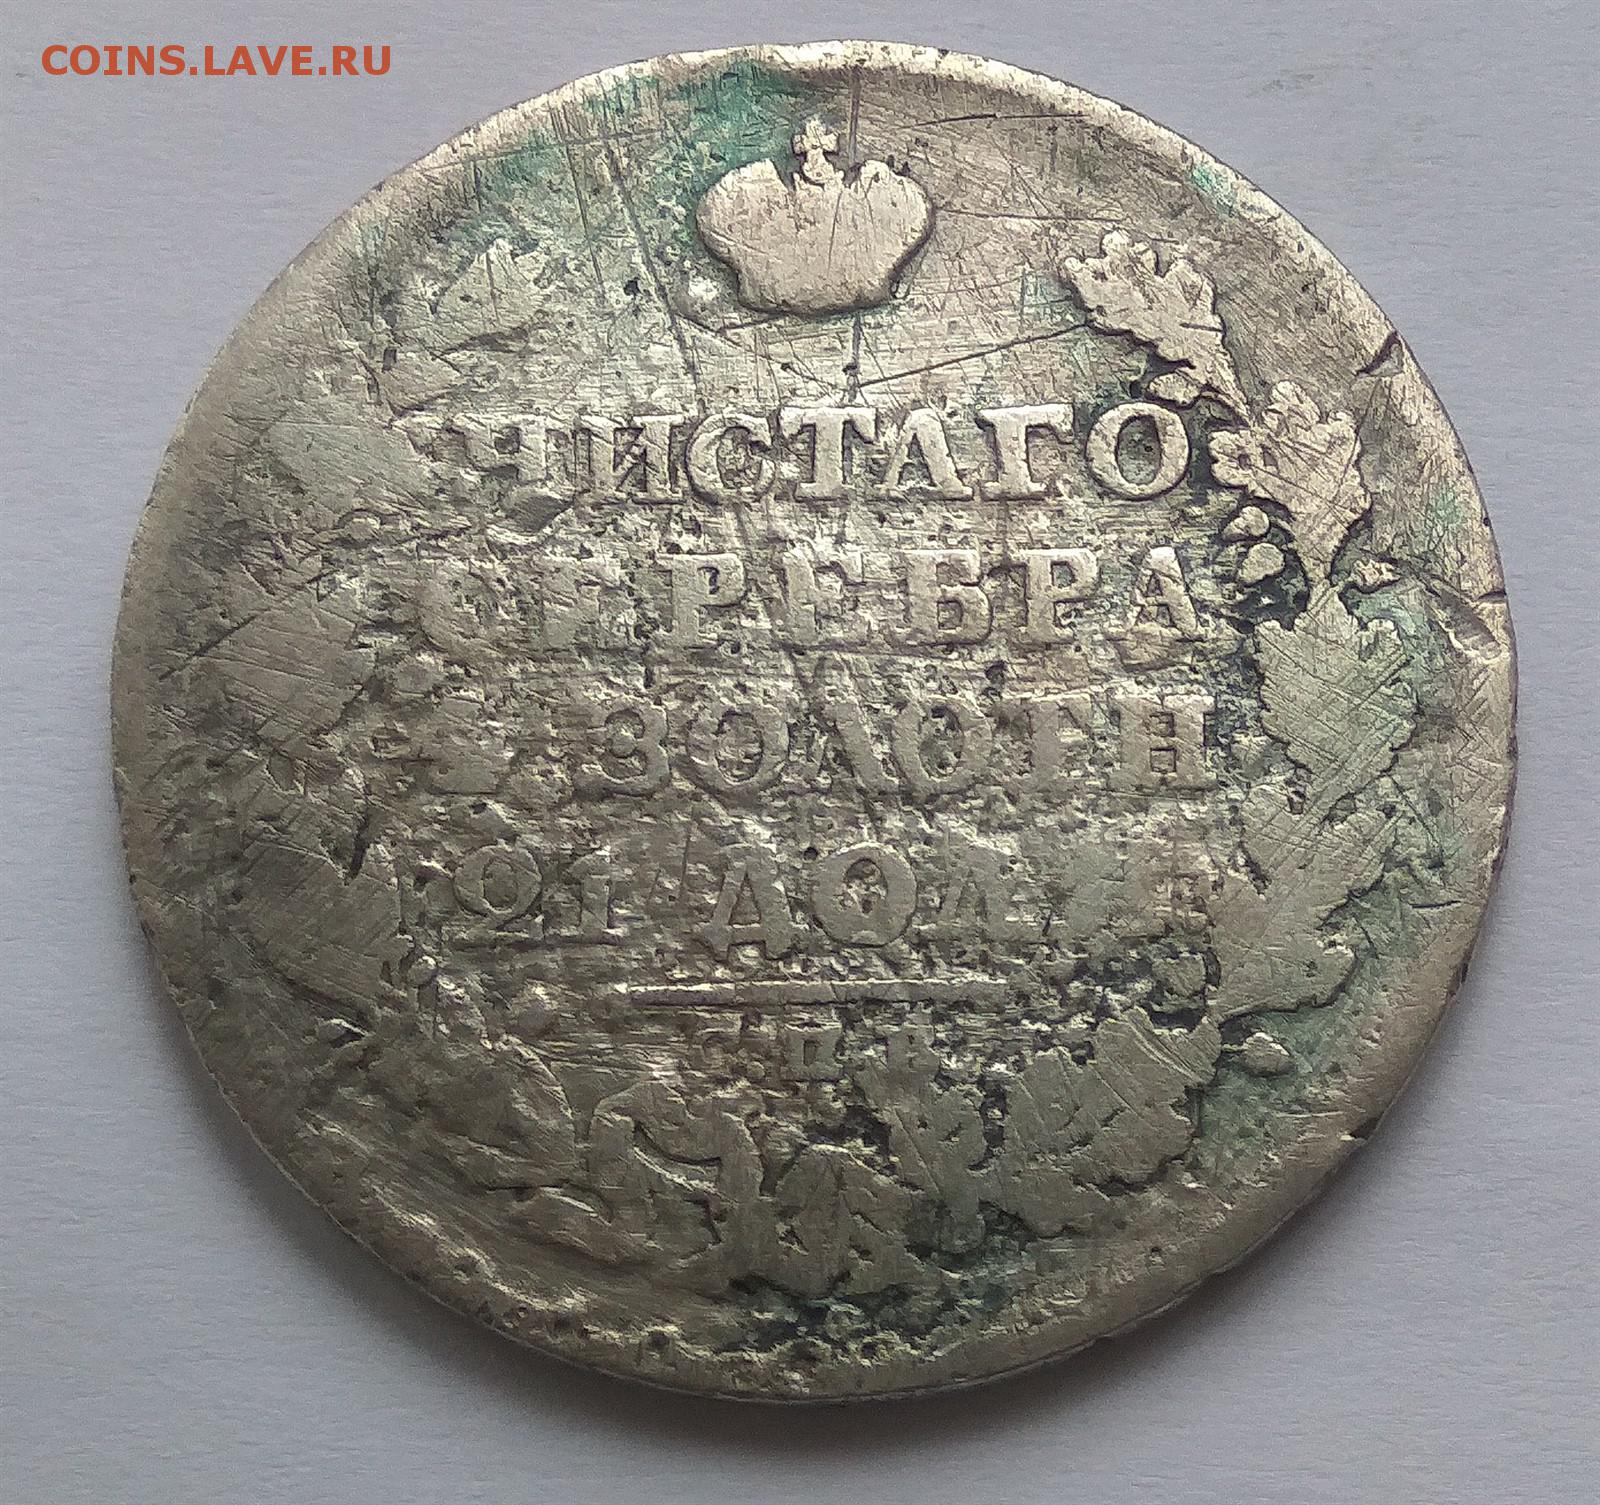 COINS.LAVE.RU
ЧИСТАГО
СЕРЕБРА
ЗОЛОТН
21 ДОЛ
С П Б